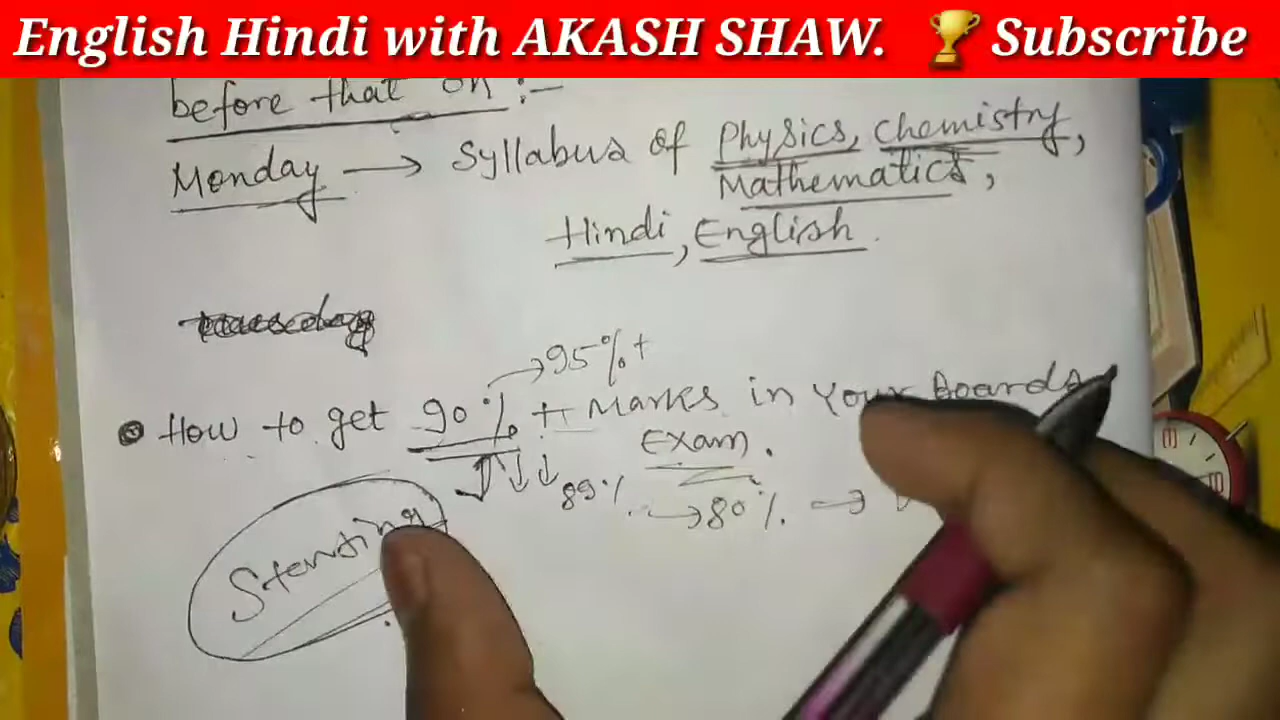 English Hindi with AKASH SHAW. 🏆 Subscribe
before that on :-
Monday → Syllabus of Physics, Chemistry,
Mathematics,
Hindi, English.
→ 95%+
How to get 90% + Marks in Your Boards
Exam.
↓ ↓ ↓ 89% → 80% →
Starting